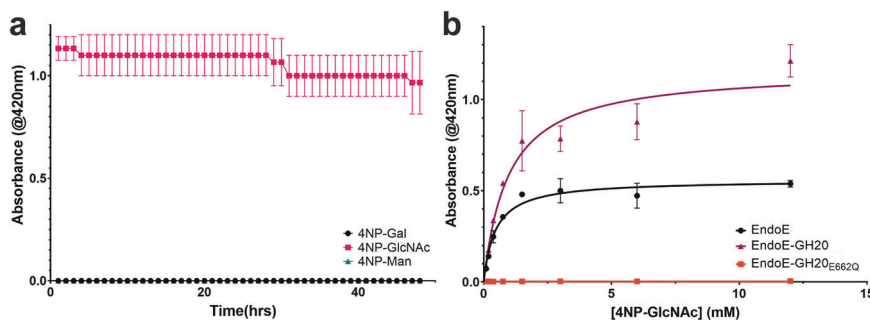 a
Absorbance (@420nm)
1.0
0.5
0.0
0
20
40
Time(hrs)
4NP-Gal
4NP-GlcNAc
4NP-Man
b
Absorbance (@420nm)
1.0
0.5
0.0
0
5
10
15
[4NP-GlcNAc] (mM)
EndoE
EndoE-GH20
EndoE-GH20E662Q